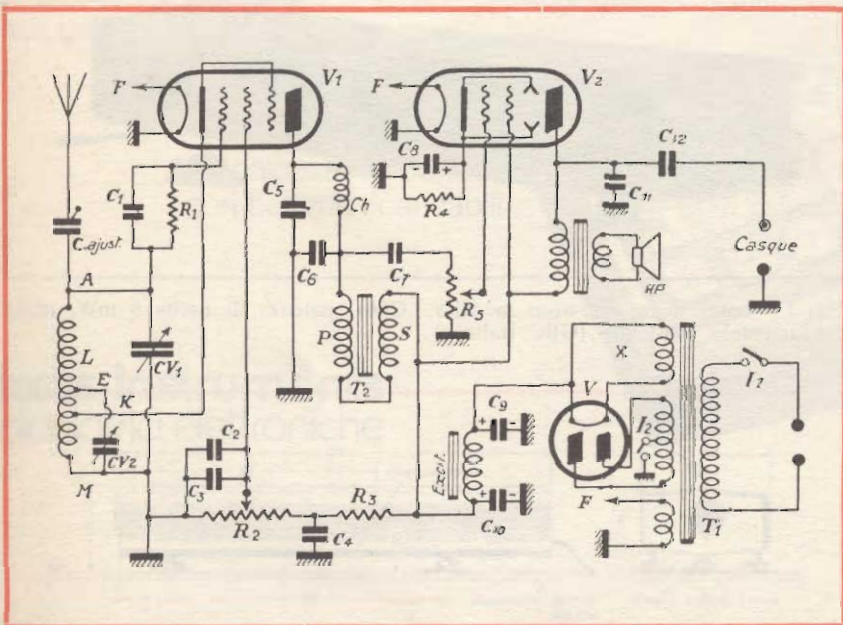 F
V1
F
V2
C8
- +
R4
C12
C11
C1
R1
C5
Ch
C.ajust.
C6
C7
Casque
A
R5
HP
L
CV1
P
S
E
K
T2
X
V
I1
CV2
C2
C9
+ -
I2
M
C3
Excit.
F
R2
R3
+ -
C10
T1
C4